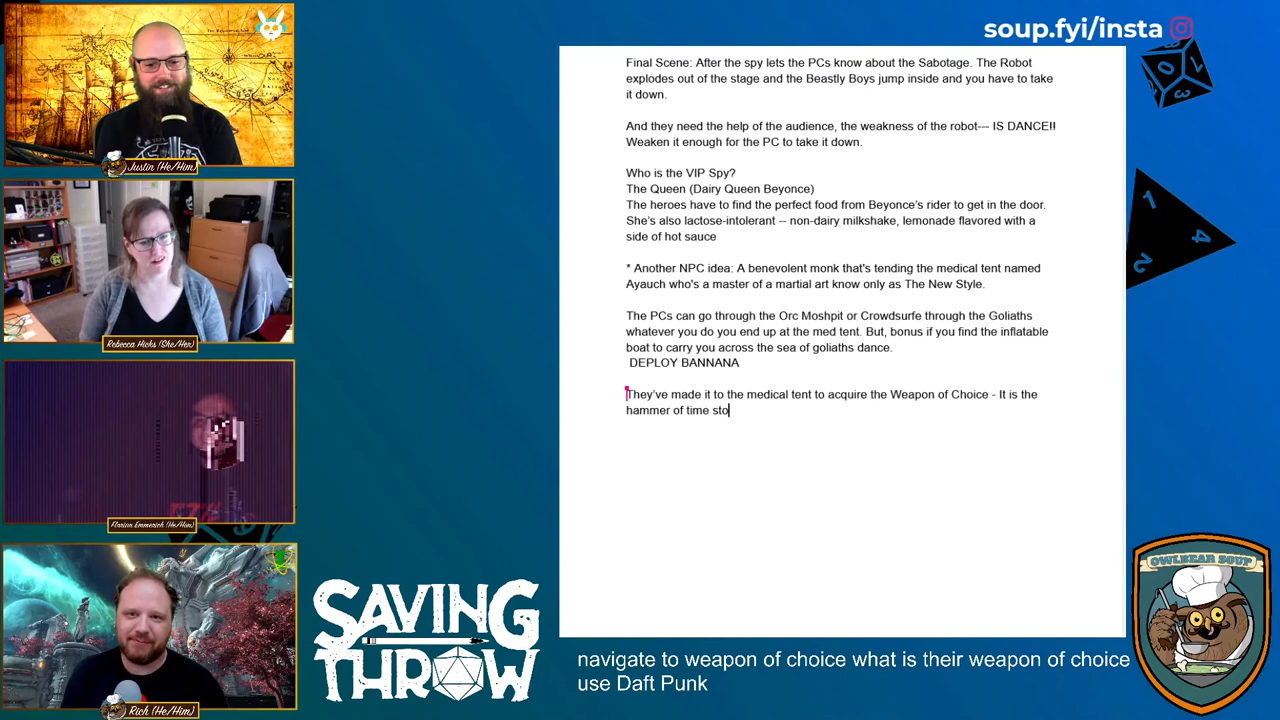 soup.fyi/insta
Final Scene: After the spy lets the PCs know about the Sabotage. The Robot
explodes out of the stage and the Beastly Boys jump inside and you have to take
it down.
And they need the help of the audience, the weakness of the robot--- IS DANCE!!
Weaken it enough for the PC to take it down.
Who is the VIP Spy?
The Queen (Dairy Queen Beyonce)
The heroes have to find the perfect food from Beyonce’s rider to get in the door.
She’s also lactose-intolerant -- non-dairy milkshake, lemonade flavored with a
side of hot sauce
* Another NPC idea: A benevolent monk that's tending the medical tent named
Ayauch who's a master of a martial art know only as The New Style.
The PCs can go through the Orc Moshpit or Crowdsurfe through the Goliaths
whatever you do you end up at the med tent. But, bonus if you find the inflatable
boat to carry you across the sea of goliaths dance.
DEPLOY BANNANA
They’ve made it to the medical tent to acquire the Weapon of Choice - It is the
hammer of time sto
Justin (He/Him)
Rebecca Hicks (She/Her)
Florian Emmerich (He/Him)
Rich (He/Him)
SAVING
THROW
navigate to weapon of choice what is their weapon of choice
use Daft Punk
OWLBEAR SOUP